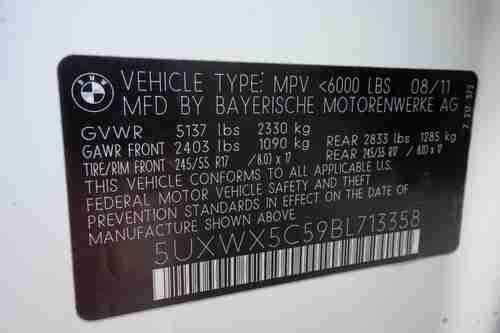 BMW
VEHICLE TYPE: MPV <6000 LBS 08/11
MFD BY BAYERISCHE MOTORENWERKE AG
GVWR 5137 lbs 2330 kg
GAWR FRONT 2403 lbs 1090 kg REAR 2833 lbs 1285 kg
TIRE/RIM FRONT 245/55 R17 // 8.0J x 17 REAR 245/55 R17 // 8.0J x 17
THIS VEHICLE CONFORMS TO ALL APPLICABLE U.S.
FEDERAL MOTOR VEHICLE SAFETY AND THEFT
PREVENTION STANDARDS IN EFFECT ON THE DATE
OF MANUFACTURE SHOWN ABOVE.
5UXWX5C59BL713358